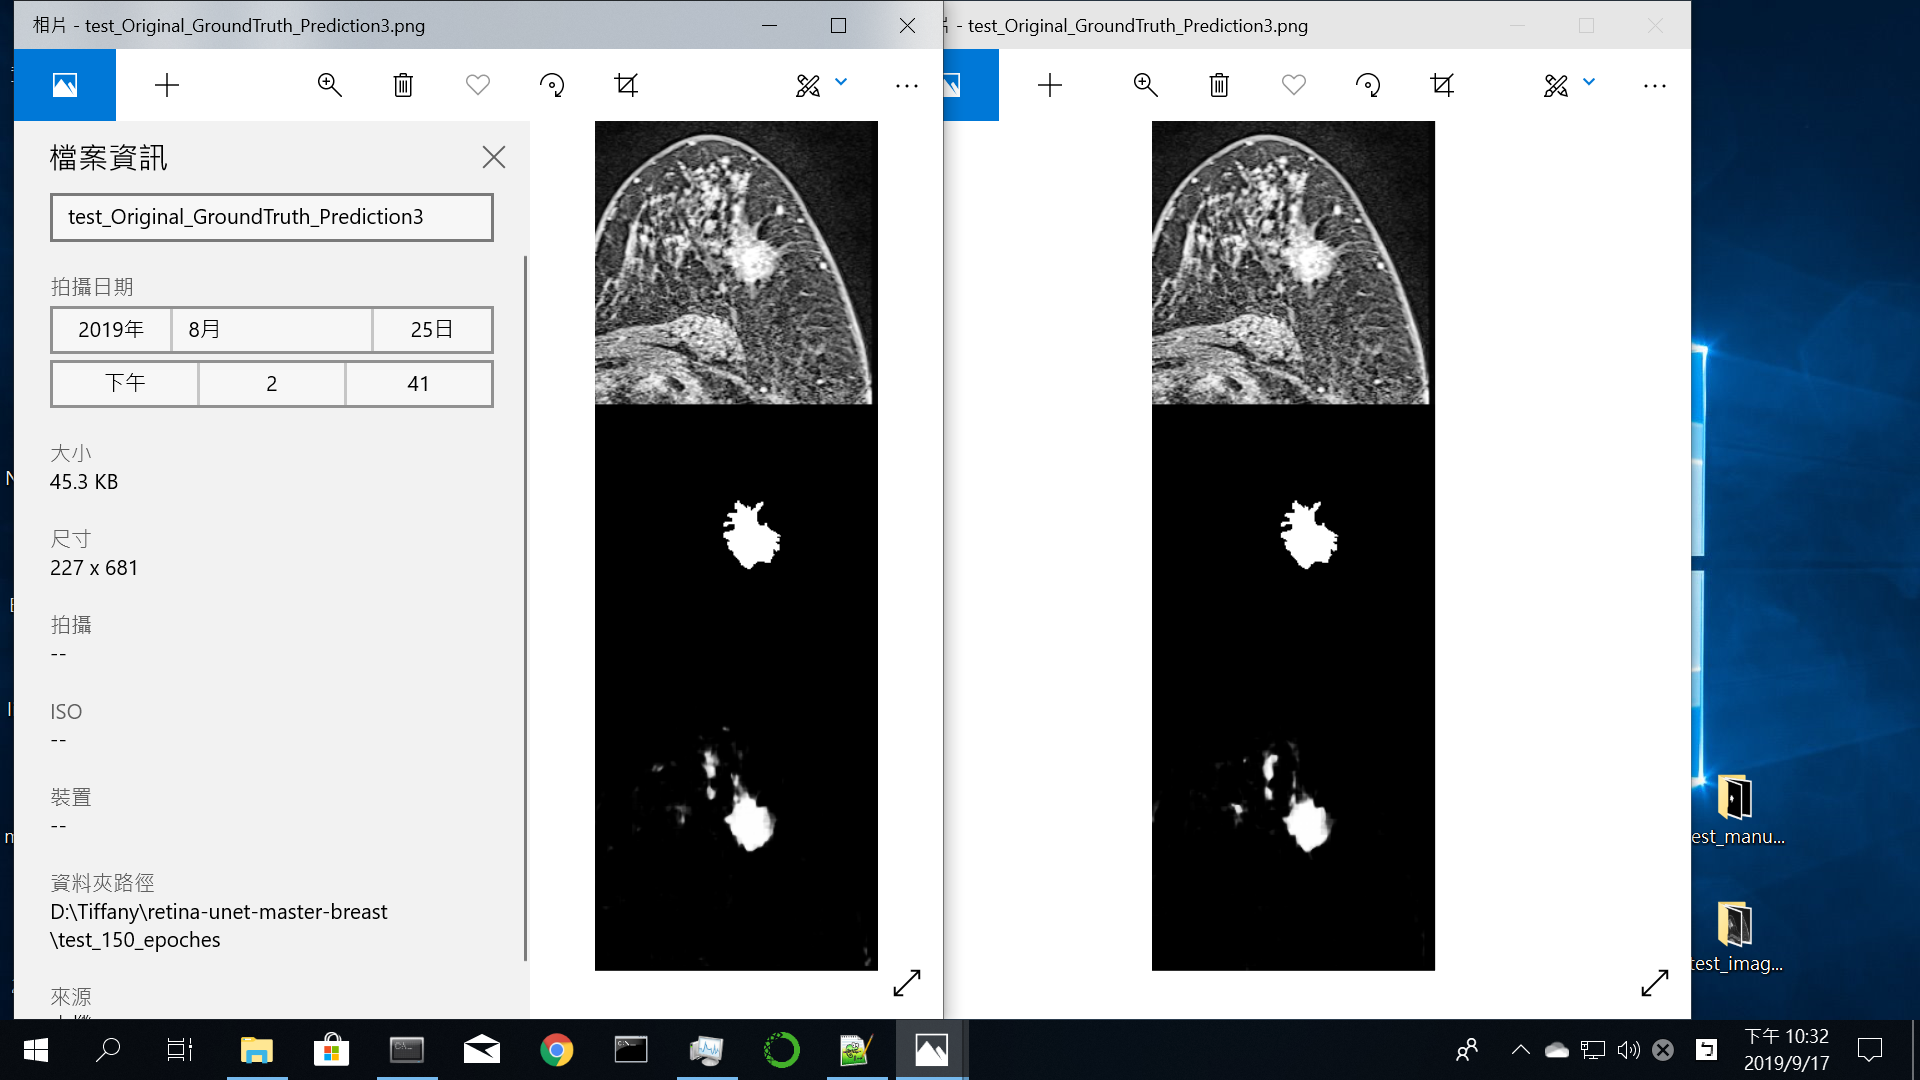 相片 - test_Original_GroundTruth_Prediction3.png
- test_Original_GroundTruth_Prediction3.png
檔案資訊
test_Original_GroundTruth_Prediction3
拍攝日期
2019年 8月 25日
下午 2 41
大小
45.3 KB
尺寸
227 x 681
拍攝
--
ISO
--
裝置
--
資料夾路徑
D:\Tiffany\retina-unet-master-breast
\test_150_epoches
來源
est_manu...
test_imag...
下午 10:32
2019/9/17